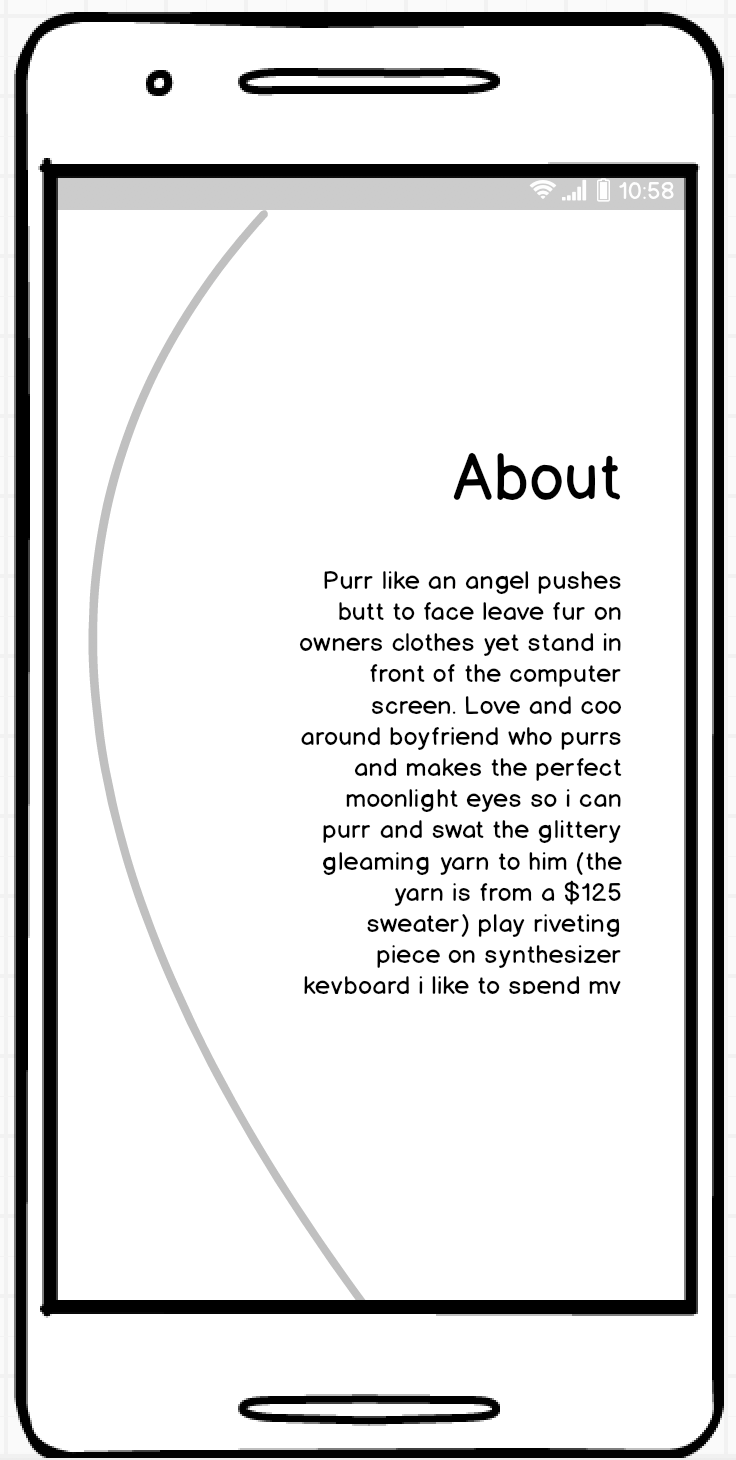 10:58
About
Purr like an angel pushes
butt to face leave fur on
owners clothes yet stand in
front of the computer
screen. Love and coo
around boyfriend who purrs
and makes the perfect
moonlight eyes so i can
purr and swat the glittery
gleaming yarn to him (the
yarn is from a $125
sweater) play riveting
piece on synthesizer
keyboard i like to spend my